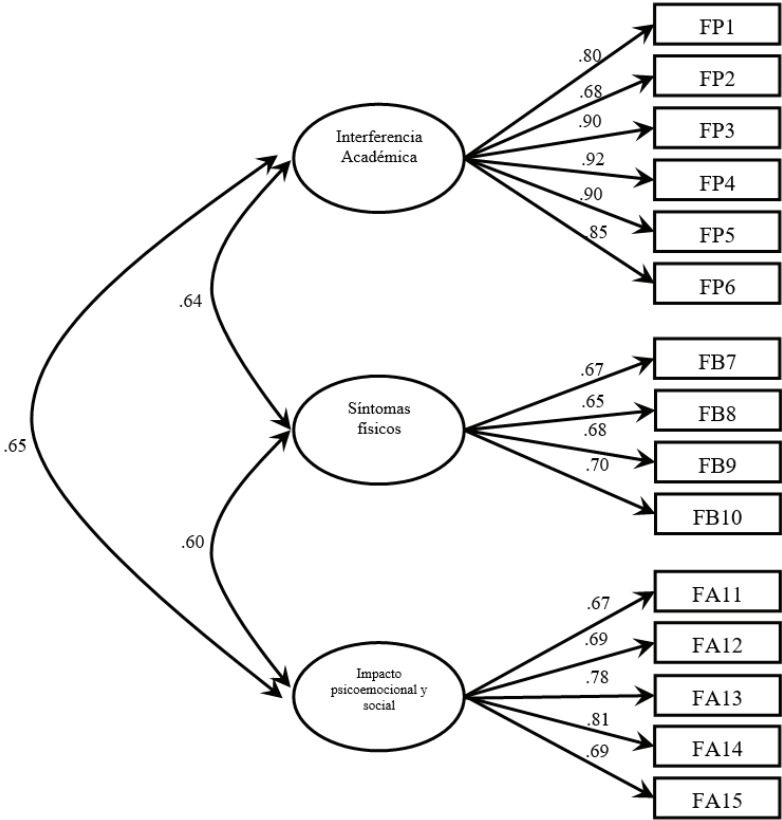 FP1
.80
FP2
.68
Interferencia
Académica
.90
FP3
.92
FP4
.90
FP5
.85
FP6
.64
.67
FB7
Síntomas
físicos
.65
FB8
.68
FB9
.70
FB10
.65
.60
.67
FA11
.69
FA12
Impacto
psicoemocional y
social
.78
FA13
.81
FA14
.69
FA15